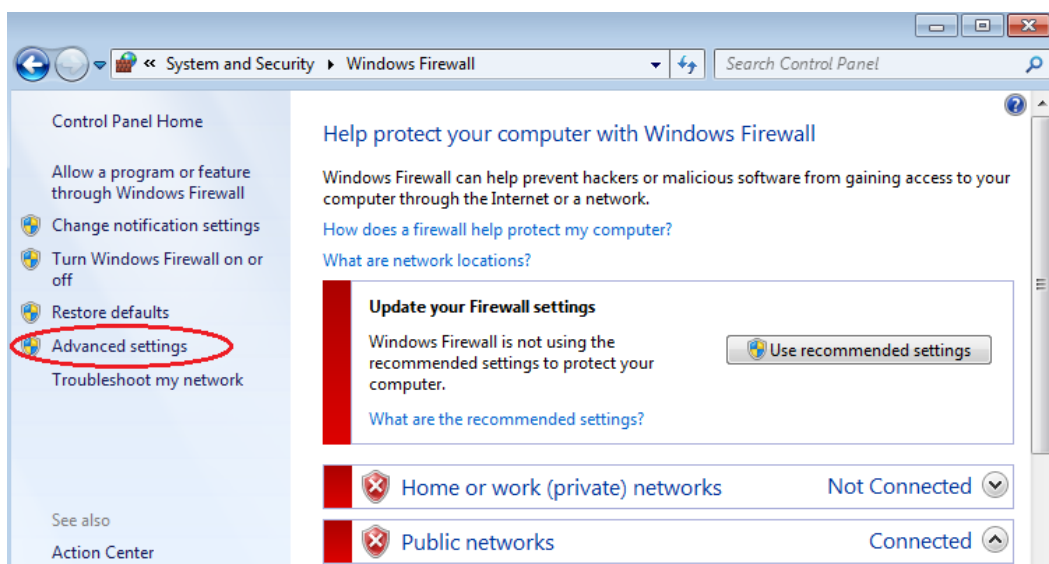 « System and Security ▸ Windows Firewall
Search Control Panel
Control Panel Home
Allow a program or feature
through Windows Firewall
Change notification settings
Turn Windows Firewall on or
off
Restore defaults
Advanced settings
Troubleshoot my network
See also
Action Center
Help protect your computer with Windows Firewall
Windows Firewall can help prevent hackers or malicious software from gaining access to your
computer through the Internet or a network.
How does a firewall help protect my computer?
What are network locations?
Update your Firewall settings
Windows Firewall is not using the
recommended settings to protect your
computer.
Use recommended settings
What are the recommended settings?
Home or work (private) networks Not Connected
Public networks Connected